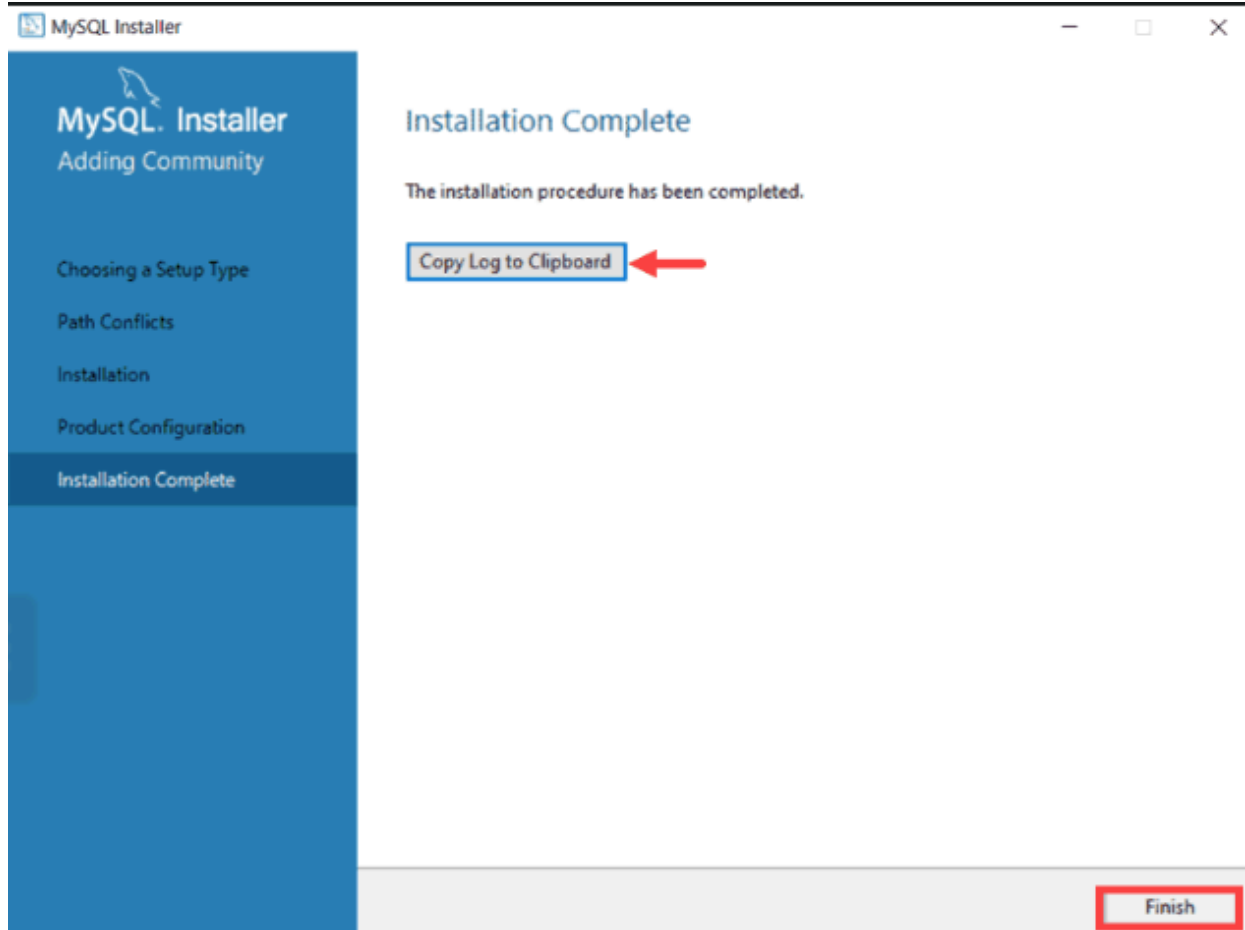 MySQL Installer
MySQL. Installer
Adding Community
Choosing a Setup Type
Path Conflicts
Installation
Product Configuration
Installation Complete
Installation Complete
The installation procedure has been completed.
Copy Log to Clipboard
Finish